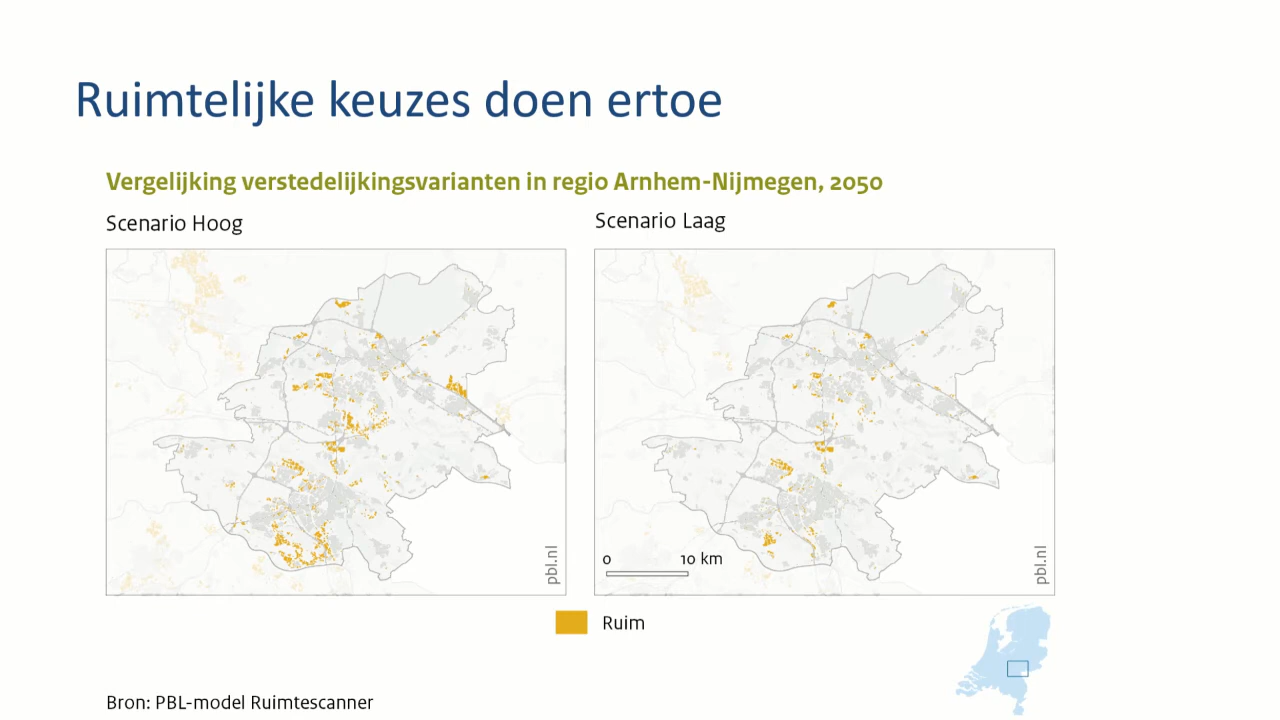 Ruimtelijke keuzes doen ertoe
Vergelijking verstedelijkingsvarianten in regio Arnhem-Nijmegen, 2050
Scenario Hoog
Scenario Laag
pbl.nl
0 10 km
pbl.nl
Ruim
Bron: PBL-model Ruimtescanner